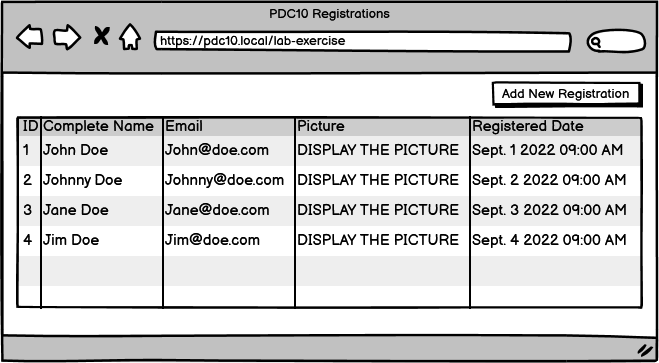 PDC10 Registrations
https://pdc10.local/lab-exercise
Add New Registration
ID Complete Name Email Picture Registered Date
1 John Doe John@doe.com DISPLAY THE PICTURE Sept. 1 2022 09:00 AM
2 Johnny Doe Johnny@doe.com DISPLAY THE PICTURE Sept. 2 2022 09:00 AM
3 Jane Doe Jane@doe.com DISPLAY THE PICTURE Sept. 3 2022 09:00 AM
4 Jim Doe Jim@doe.com DISPLAY THE PICTURE Sept. 4 2022 09:00 AM